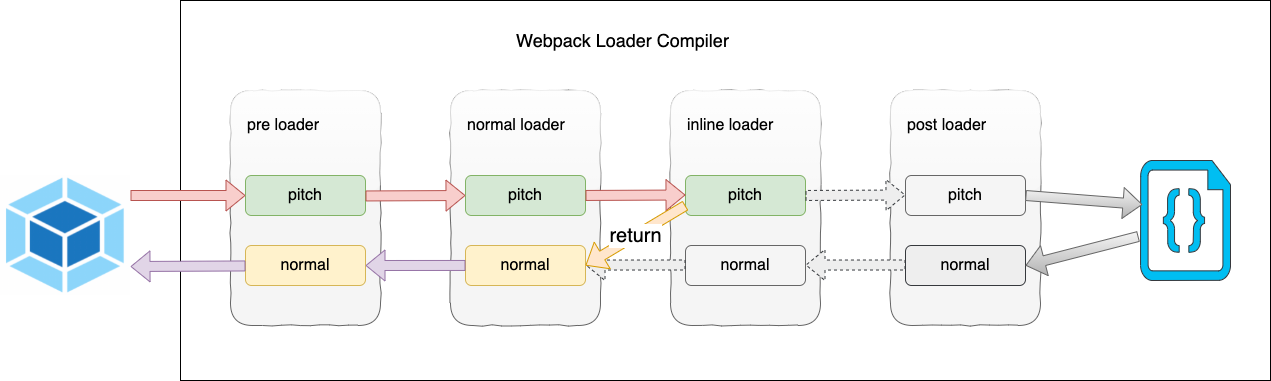 Webpack Loader Compiler
pre loader
normal loader
inline loader
post loader
pitch
pitch
pitch
pitch
return
normal
normal
normal
normal
{}